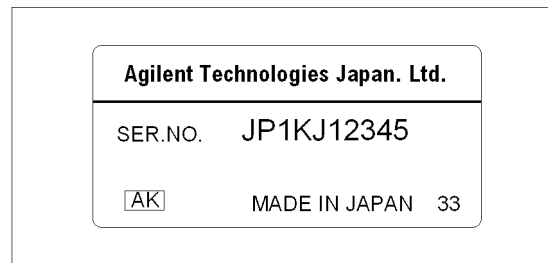 Agilent Technologies Japan. Ltd.
SER.NO. JP1KJ12345
AK MADE IN JAPAN 33